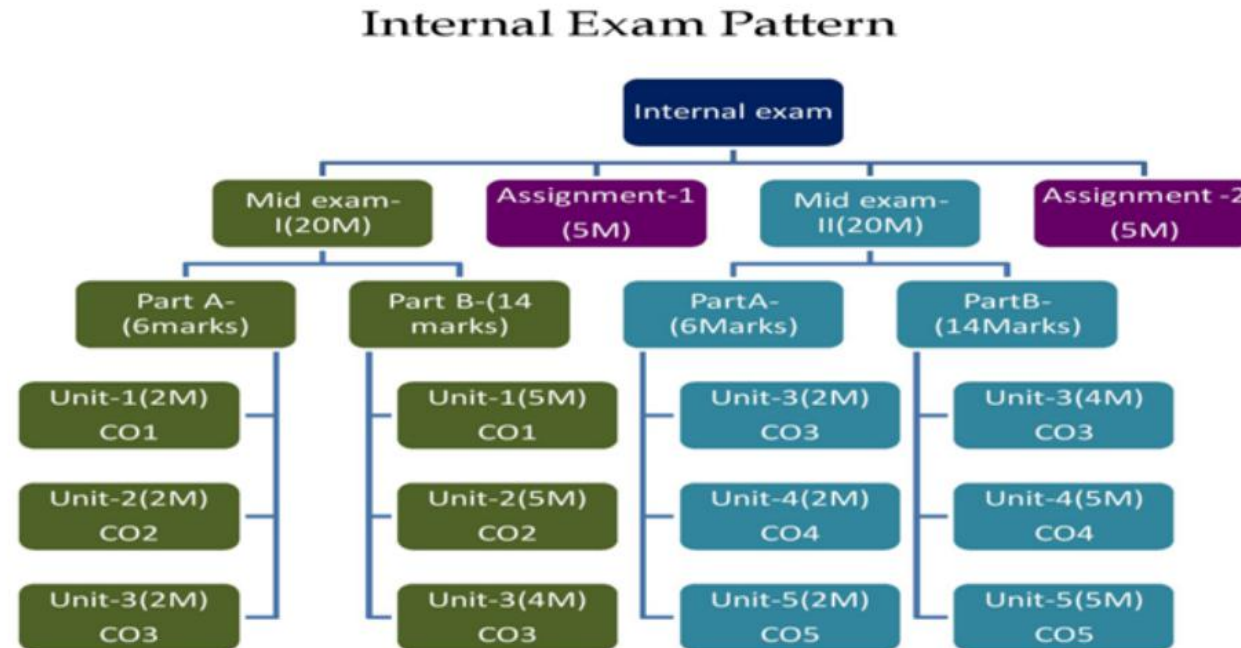 Internal Exam Pattern
Internal exam
Mid exam-
I(20M)
Assignment-1
(5M)
Mid exam-
II(20M)
Assignment -2
(5M)
Part A-
(6marks)
Part B-(14
marks)
PartA-
(6Marks)
PartB-
(14Marks)
Unit-1(2M)
CO1
Unit-1(5M)
CO1
Unit-3(2M)
CO3
Unit-3(4M)
CO3
Unit-2(2M)
CO2
Unit-2(5M)
CO2
Unit-4(2M)
CO4
Unit-4(5M)
CO4
Unit-3(2M)
CO3
Unit-3(4M)
CO3
Unit-5(2M)
CO5
Unit-5(5M)
CO5